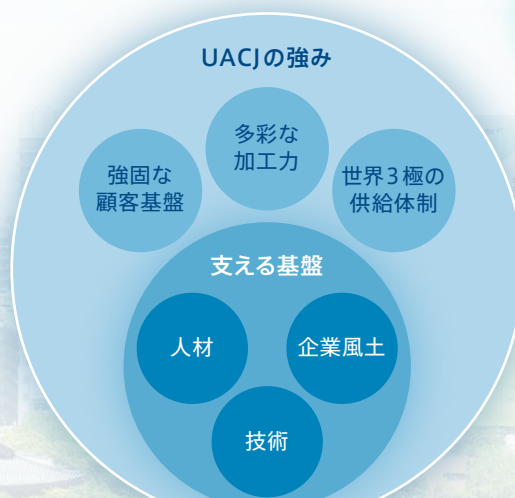 UACJの強み
多彩な
加工力
強固な
顧客基盤
世界3極の
供給体制
支える基盤
人材
企業風土
技術